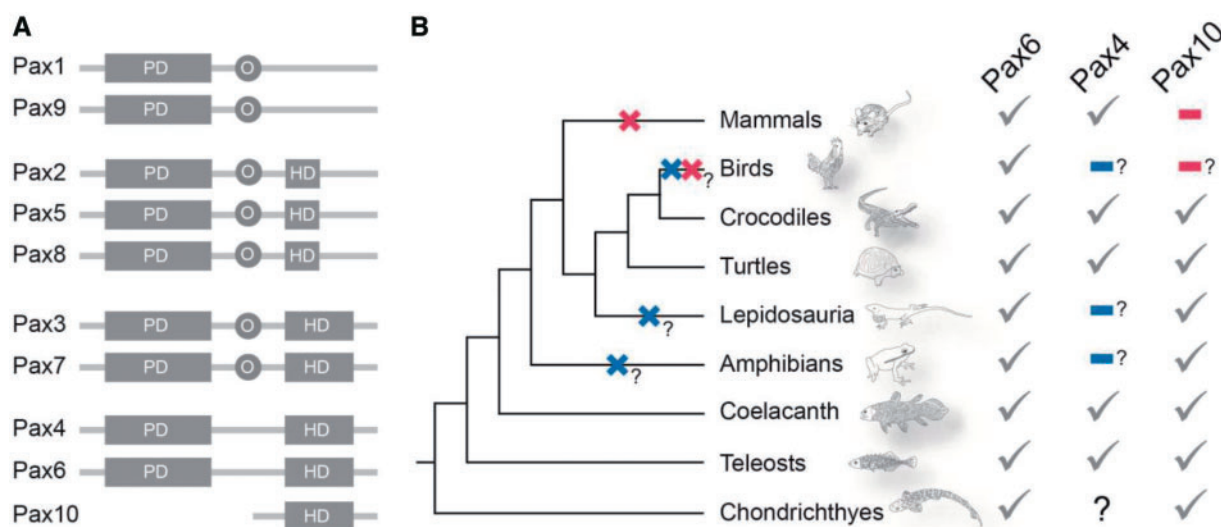 A
Pax1 PD O
Pax9 PD O
Pax2 PD O HD
Pax5 PD O HD
Pax8 PD O HD
Pax3 PD O HD
Pax7 PD O HD
Pax4 PD HD
Pax6 PD HD
Pax10 HD
B
Pax6 Pax4 Pax10
Mammals
? Birds ? ?
Crocodiles
Turtles
? Lepidosauria ?
? Amphibians ?
Coelacanth
Teleosts
Chondrichthyes ?